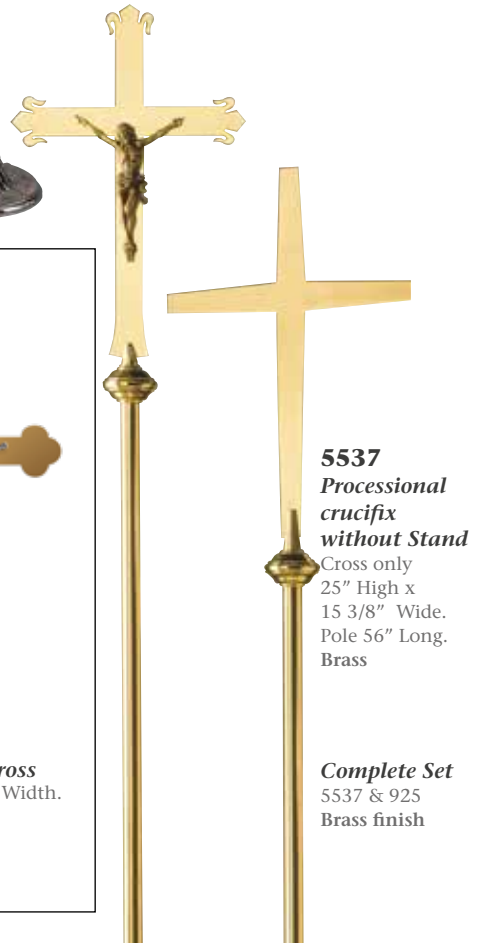 5537
Processional
crucifix
without Stand
Cross only
25” High x
15 3/8” Wide.
Pole 56” Long.
Brass
Complete Set
5537 & 925
Brass finish
ross
Width.